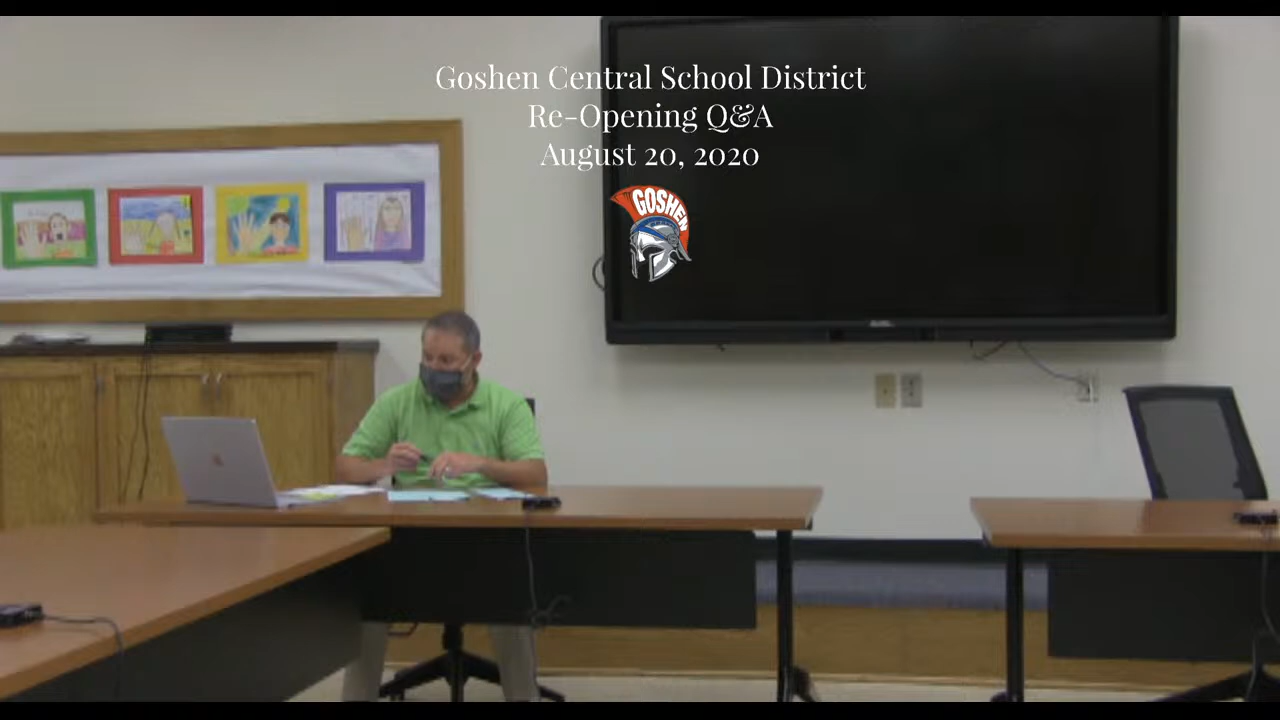 Goshen Central School District
Re-Opening Q&A
August 20, 2020
GOSHEN